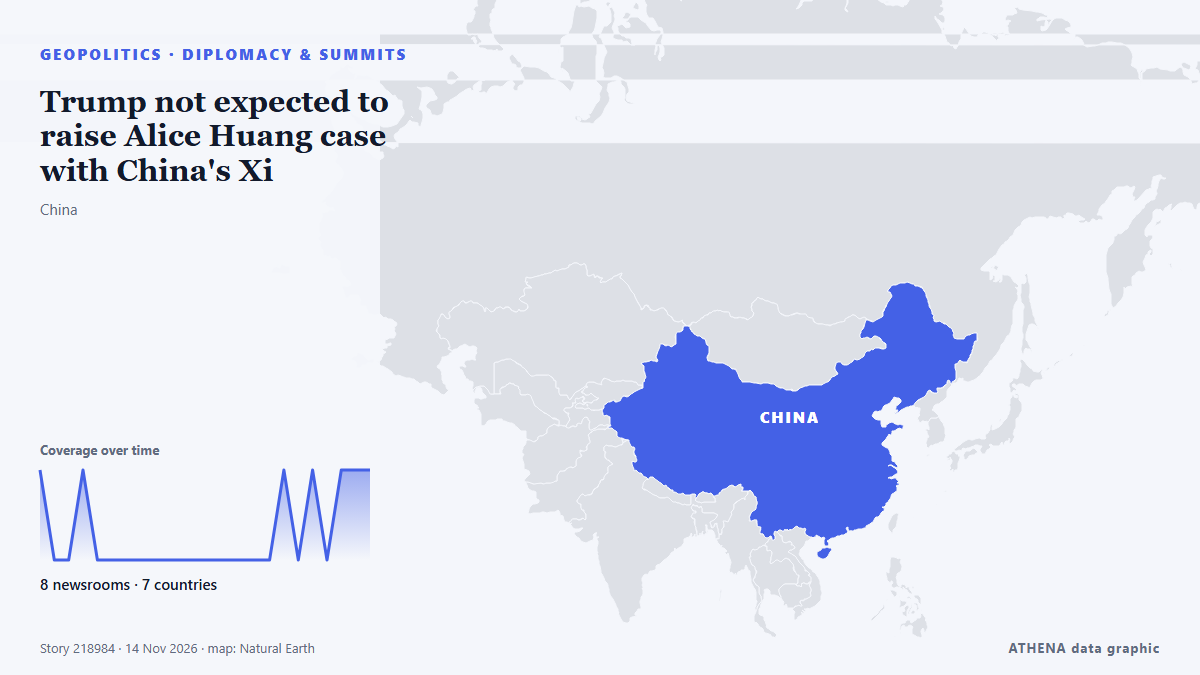 GEOPOLITICS · DIPLOMACY & SUMMITS
Trump not expected to
raise Alice Huang case
with China's Xi
China
CHINA
Coverage over time
8 newsrooms · 7 countries
Story 218984 · 14 Nov 2026 · map: Natural Earth
ATHENA data graphic